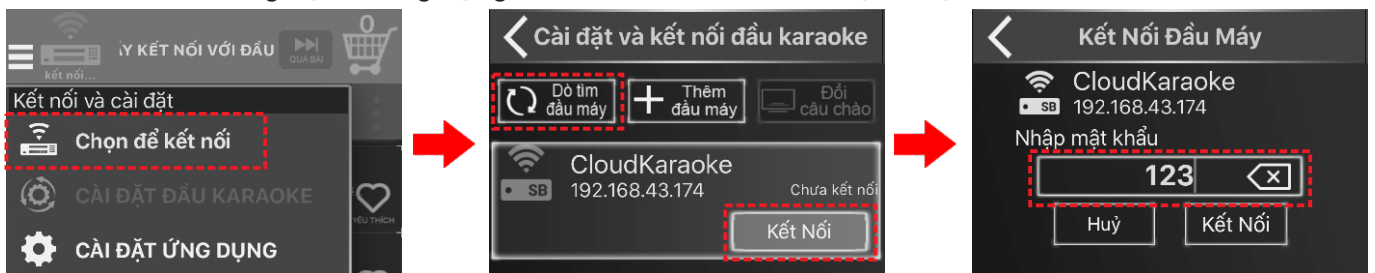 0
ÌY KẾT NỐI VỚI ĐẦU
QUA BÀI
kết nối...
Kết nối và cài đặt
Chọn để kết nối
CÀI ĐẶT ĐẦU KARAOKE
YÊU THÍCH
CÀI ĐẶT ỨNG DỤNG
Cài đặt và kết nối đầu karaoke
Dò tìm
đầu máy
Thêm
đầu máy
Đổi
câu chào
CloudKaraoke
SB
192.168.43.174
Chưa kết nối
Kết Nối
Kết Nối Đầu Máy
CloudKaraoke
SB
192.168.43.174
Nhập mật khẩu
123
Huỷ
Kết Nối